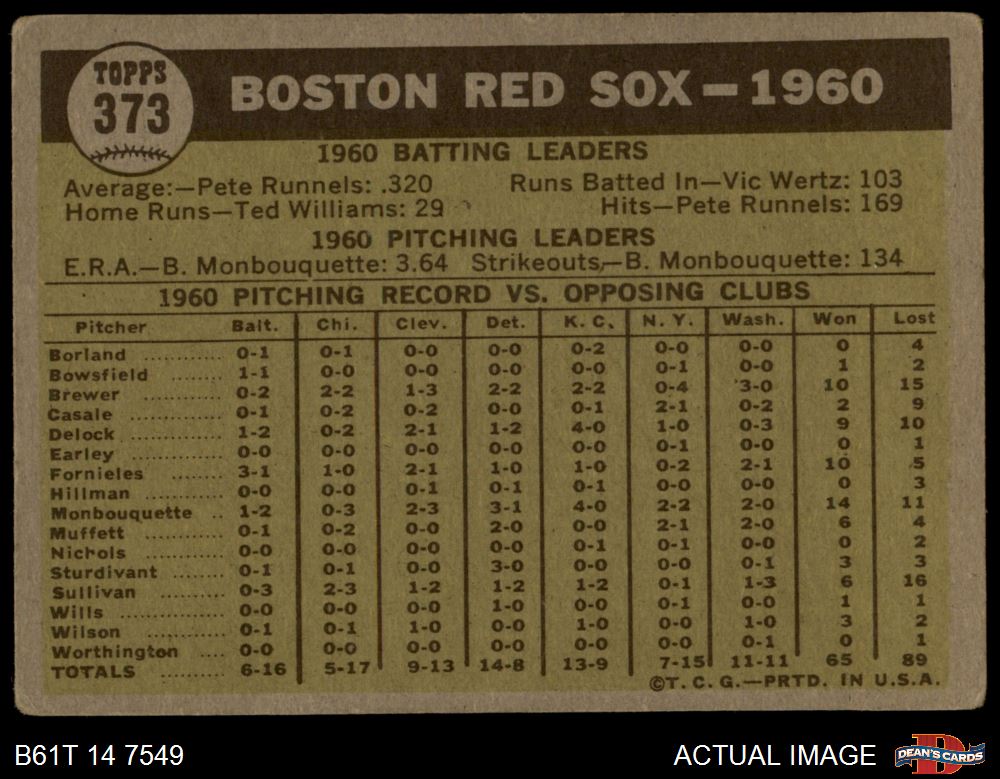 TOPPS
373
BOSTON RED SOX—1960
1960 BATTING LEADERS
Average:—Pete Runnels: .320 Runs Batted In—Vic Wertz: 103
Home Runs—Ted Williams: 29 Hits—Pete Runnels: 169
1960 PITCHING LEADERS
E.R.A.—B. Monbouquette: 3.64 Strikeouts,—B. Monbouquette: 134
1960 PITCHING RECORD VS. OPPOSING CLUBS
Pitcher Balt. Chi. Clev. Det. K. C. N. Y. Wash. Won Lost
Borland ........... 0-1 0-1 0-0 0-0 0-2 0-0 0-0 0 4
Bowsfield ........ 1-1 0-0 0-0 0-0 0-0 0-1 0-0 1 2
Brewer ............ 0-2 2-2 1-3 2-2 2-2 0-4 3-0 10 15
Casale ............ 0-1 0-2 0-2 0-0 0-1 2-1 0-2 2 9
Delock ............ 1-2 0-2 2-1 1-2 4-0 1-0 0-3 9 10
Earley ............ 0-0 0-0 0-0 0-0 0-0 0-1 0-0 0 1
Fornieles ......... 3-1 1-0 2-1 1-0 1-0 0-2 2-1 10 5
Hillman ........... 0-0 0-0 0-1 0-1 0-1 0-0 0-0 0 3
Monbouquette .. 1-2 0-3 2-3 3-1 4-0 2-2 2-0 14 11
Muffett ........... 0-1 0-2 0-0 2-0 0-0 2-1 2-0 6 4
Nichols ........... 0-0 0-0 0-0 0-0 0-1 0-1 0-0 0 2
Sturdivant ........ 0-1 0-1 0-0 3-0 0-0 0-0 0-1 3 3
Sullivan .......... 0-3 2-3 1-2 1-2 1-2 0-1 1-3 6 16
Wills ............. 0-0 0-0 0-0 1-0 0-0 0-1 0-0 1 1
Wilson ............ 0-1 0-1 1-0 0-0 1-0 0-0 1-0 3 2
Worthington .... 0-0 0-0 0-0 0-0 0-0 0-0 0-1 0 1
TOTALS ........... 6-16 5-17 9-13 14-8 13-9 7-15 11-11 65 89
©T. C. G.—PRTD. IN U.S.A.
B61T 14 7549 ACTUAL IMAGE DEAN'S CARDS